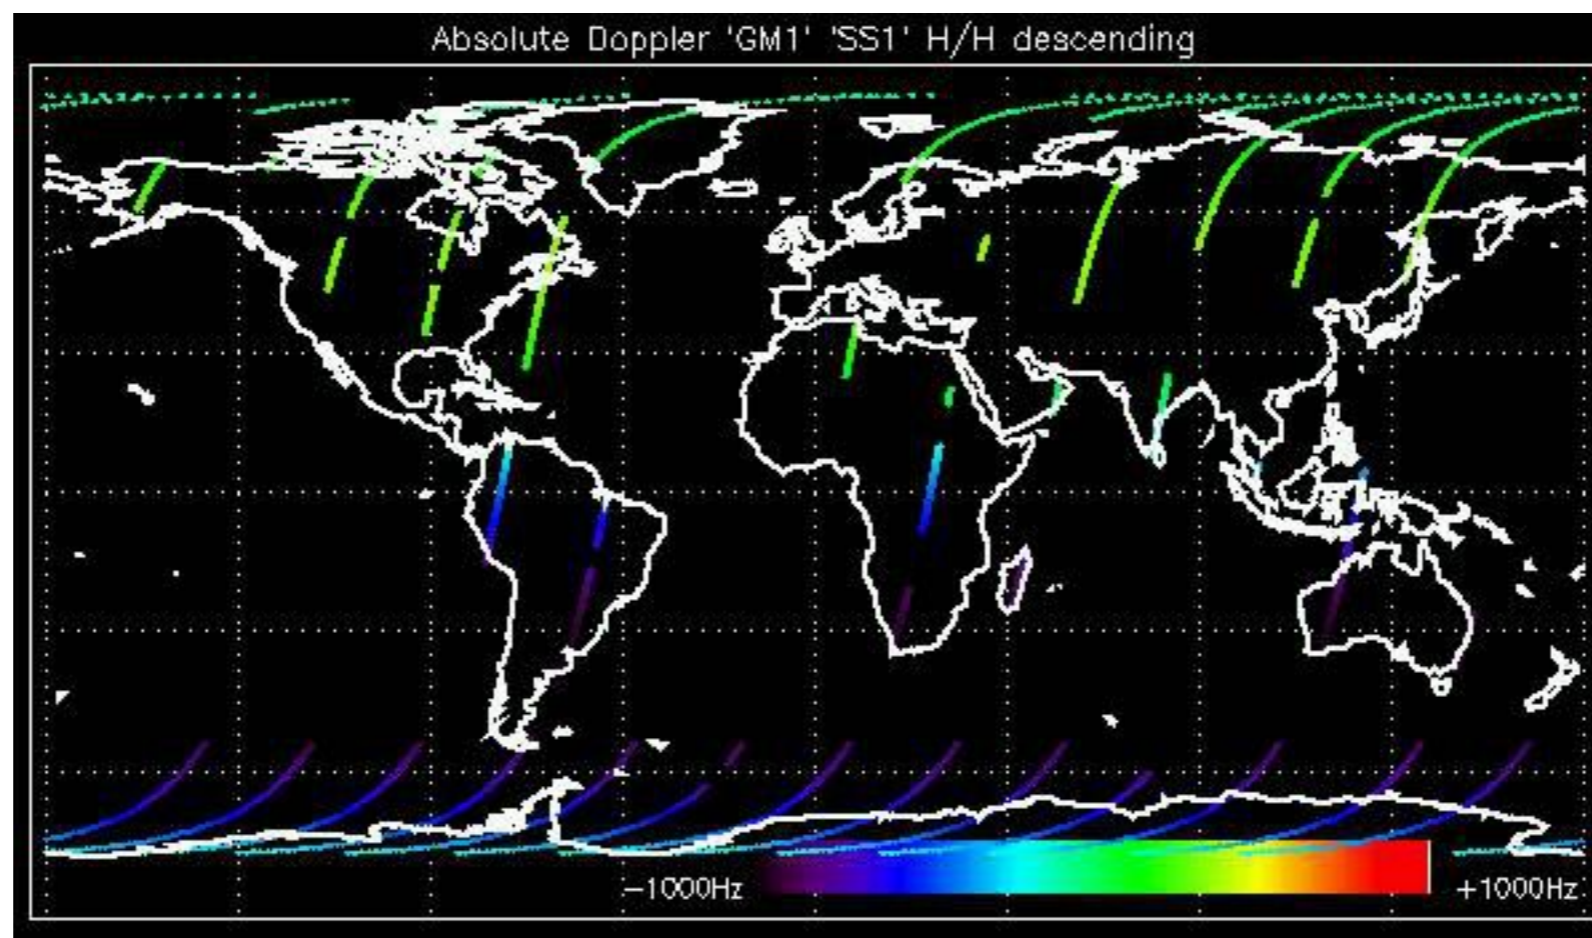 Absolute Doppler 'GM1' 'SS1' H/H descending
−1000Hz +1000Hz